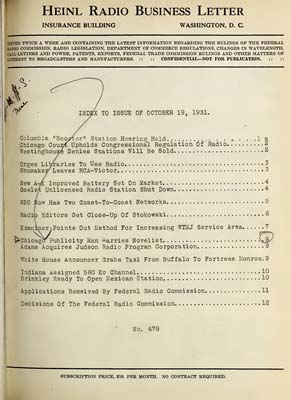 HEINL RADIO BUSINESS LETTER
INSURANCE BUILDING WASHINGTON, D. C.
ISSUED TWICE A WEEK AND CONTAINING THE LATEST INFORMATION REGARDING THE RULINGS OF THE FEDERAL
RADIO COMMISSION, RADIO LEGISLATION, DEPARTMENT OF COMMERCE REGULATIONS, CHANGES IN WAVELENGTH,
CALL LETTERS AND POWER, PATENTS, EXPORTS, FEDERAL TRADE COMMISSION RULINGS AND OTHER MATTERS OF
INTEREST TO BROADCASTERS AND MANUFACTURERS. :: :: CONFIDENTIAL—NOT FOR PUBLICATION. :: ::
INDEX TO ISSUE OF OCTOBER 19, 1931.
Columbia "Booster" Station Hearing Held 1
Chicago Court Upholds Congressional Regulation Of Radio 2
Westinghouse Denies Stations Will Be Sold 2
Urges Libraries To Use Radio 3
Shumaker Leaves RCA-Victor 3
New A-K Improved Battery Set On Market 4
Goelet Unlicensed Radio Station Shut Down 4
NBC Now Has Two Coast-To-Coast Networks 5
Radio Editors Get Close-Up Of Stokowski 6
Examiner Points Out Method For Increasing WTMJ Service Area 7
Chicago Publicity Man Marries Novelist 8
Adams Acquires Judson Radio Program Corporation 8
White House Announcer Grabs Taxi From Buffalo To Fortress Monroe. 9
Indiana Assigned 560 Kc Channel 10
Brinkley Ready To Open Mexican Station 10
Applications Received By Federal Radio Commission 11
Decisions Of The Federal Radio Commission 12
No. 479
SUBSCRIPTION PRICE, $10. PER MONTH. NO CONTRACT REQUIRED.